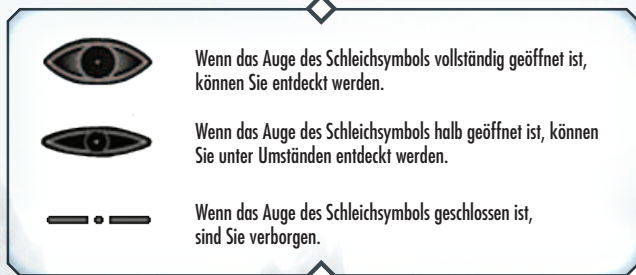 Wenn das Auge des Schleichsymbols vollständig geöffnet ist,
können Sie entdeckt werden.
Wenn das Auge des Schleichsymbols halb geöffnet ist, können
Sie unter Umständen entdeckt werden.
Wenn das Auge des Schleichsymbols geschlossen ist,
sind Sie verborgen.